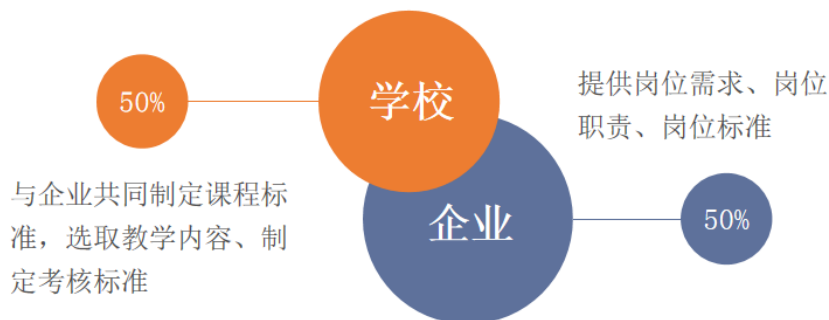 50%
学校
与企业共同制定课程标
准，选取教学内容、制
定考核标准
提供岗位需求、岗位
职责、岗位标准
企业
50%